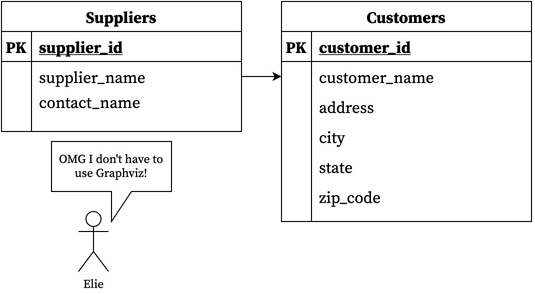 Suppliers
PK supplier_id
supplier_name
contact_name
Customers
PK customer_id
customer_name
address
city
state
zip_code
OMG I don't have to
use Graphviz!
Elie